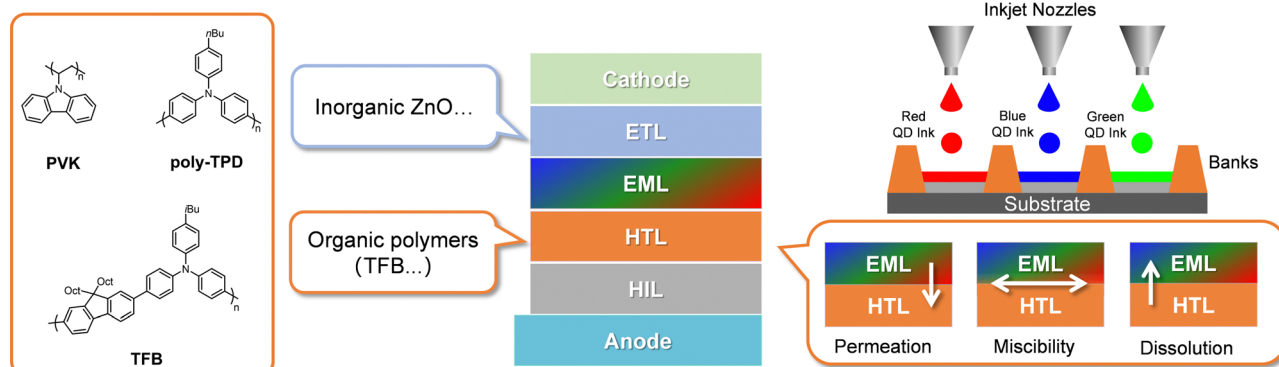 nBu
N
n
N
n
PVK
poly-TPD
iBu
Oct
Oct
N
n
TFB
Inorganic ZnO...
Organic polymers
(TFB...)
Cathode
ETL
EML
HTL
HIL
Anode
Inkjet Nozzles
Red
QD Ink
Blue
QD Ink
Green
QD Ink
Banks
Substrate
EML
HTL
Permeation
EML
HTL
Miscibility
EML
HTL
Dissolution